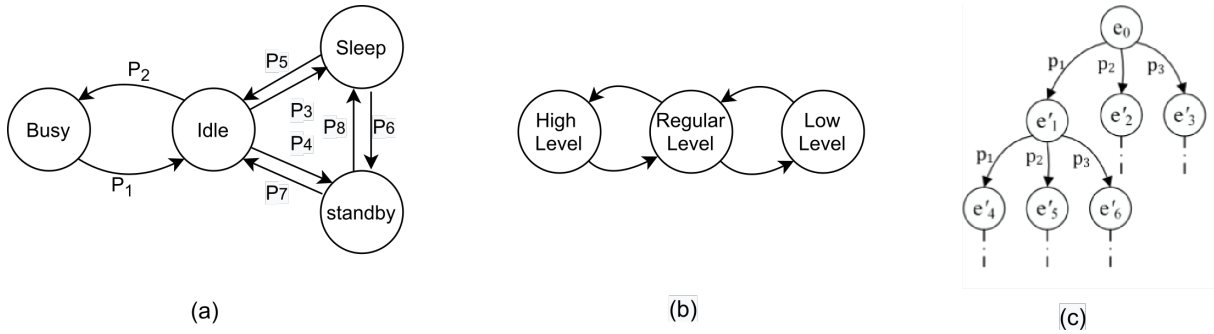 Sleep
P5
P2
Busy
Idle
P3
P8
P6
P4
P1
P7
standby
(a)
High
Level
Regular
Level
Low
Level
(b)
e0
p1
p2
p3
e'1
e'2
e'3
p1
p2
p3
e'4
e'5
e'6
(c)